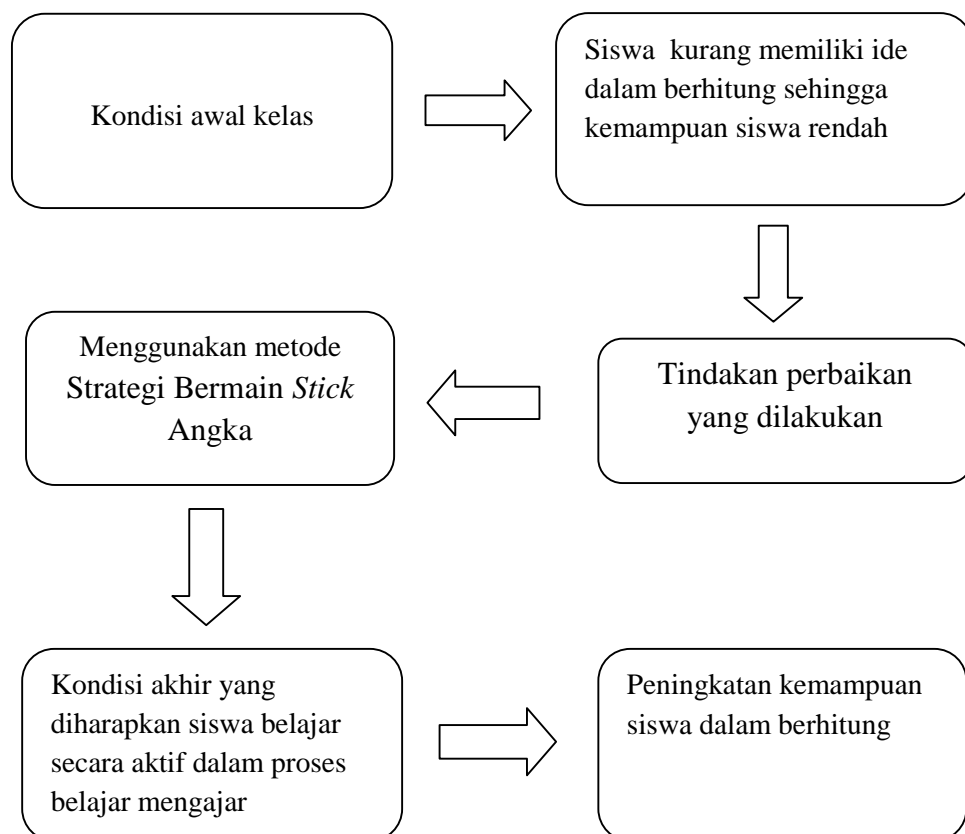 Kondisi awal kelas
Siswa kurang memiliki ide
dalam berhitung sehingga
kemampuan siswa rendah
Tindakan perbaikan
yang dilakukan
Menggunakan metode
Strategi Bermain Stick
Angka
Kondisi akhir yang
diharapkan siswa belajar
secara aktif dalam proses
belajar mengajar
Peningkatan kemampuan
siswa dalam berhitung